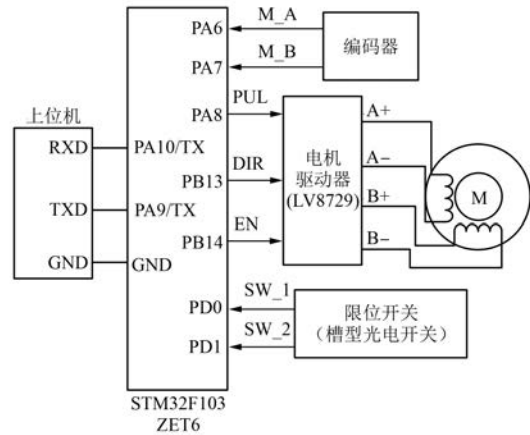 上位机
RXD
TXD
GND
PA10/TX
PA9/TX
GND
PA6
PA7
PA8
PB13
PB14
PD0
PD1
STM32F103
ZET6
M_A
M_B
编码器
PUL
DIR
EN
电机
驱动器
(LV8729)
A+
A−
B+
B−
M
SW_1
SW_2
限位开关
（槽型光电开关）